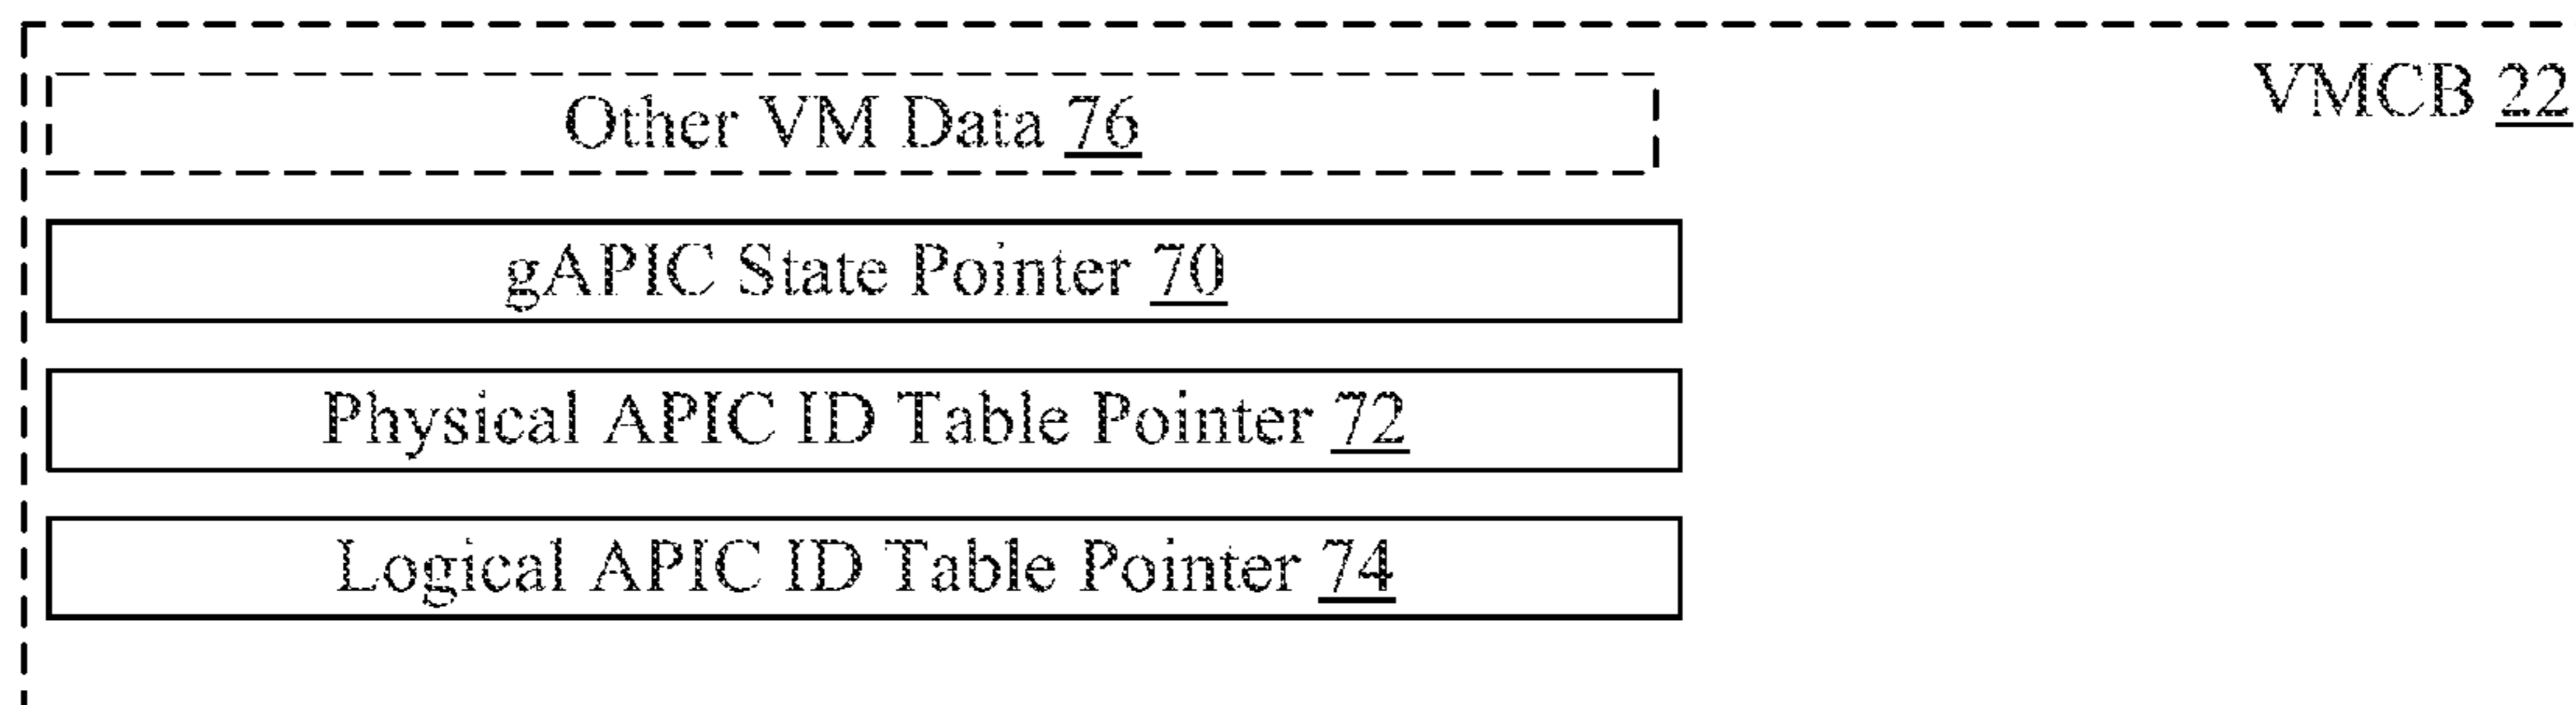 VMCB 22
Other VM Data 76
gAPIC State Pointer 70
Physical APIC ID Table Pointer 72
Logical APIC ID Table Pointer 74